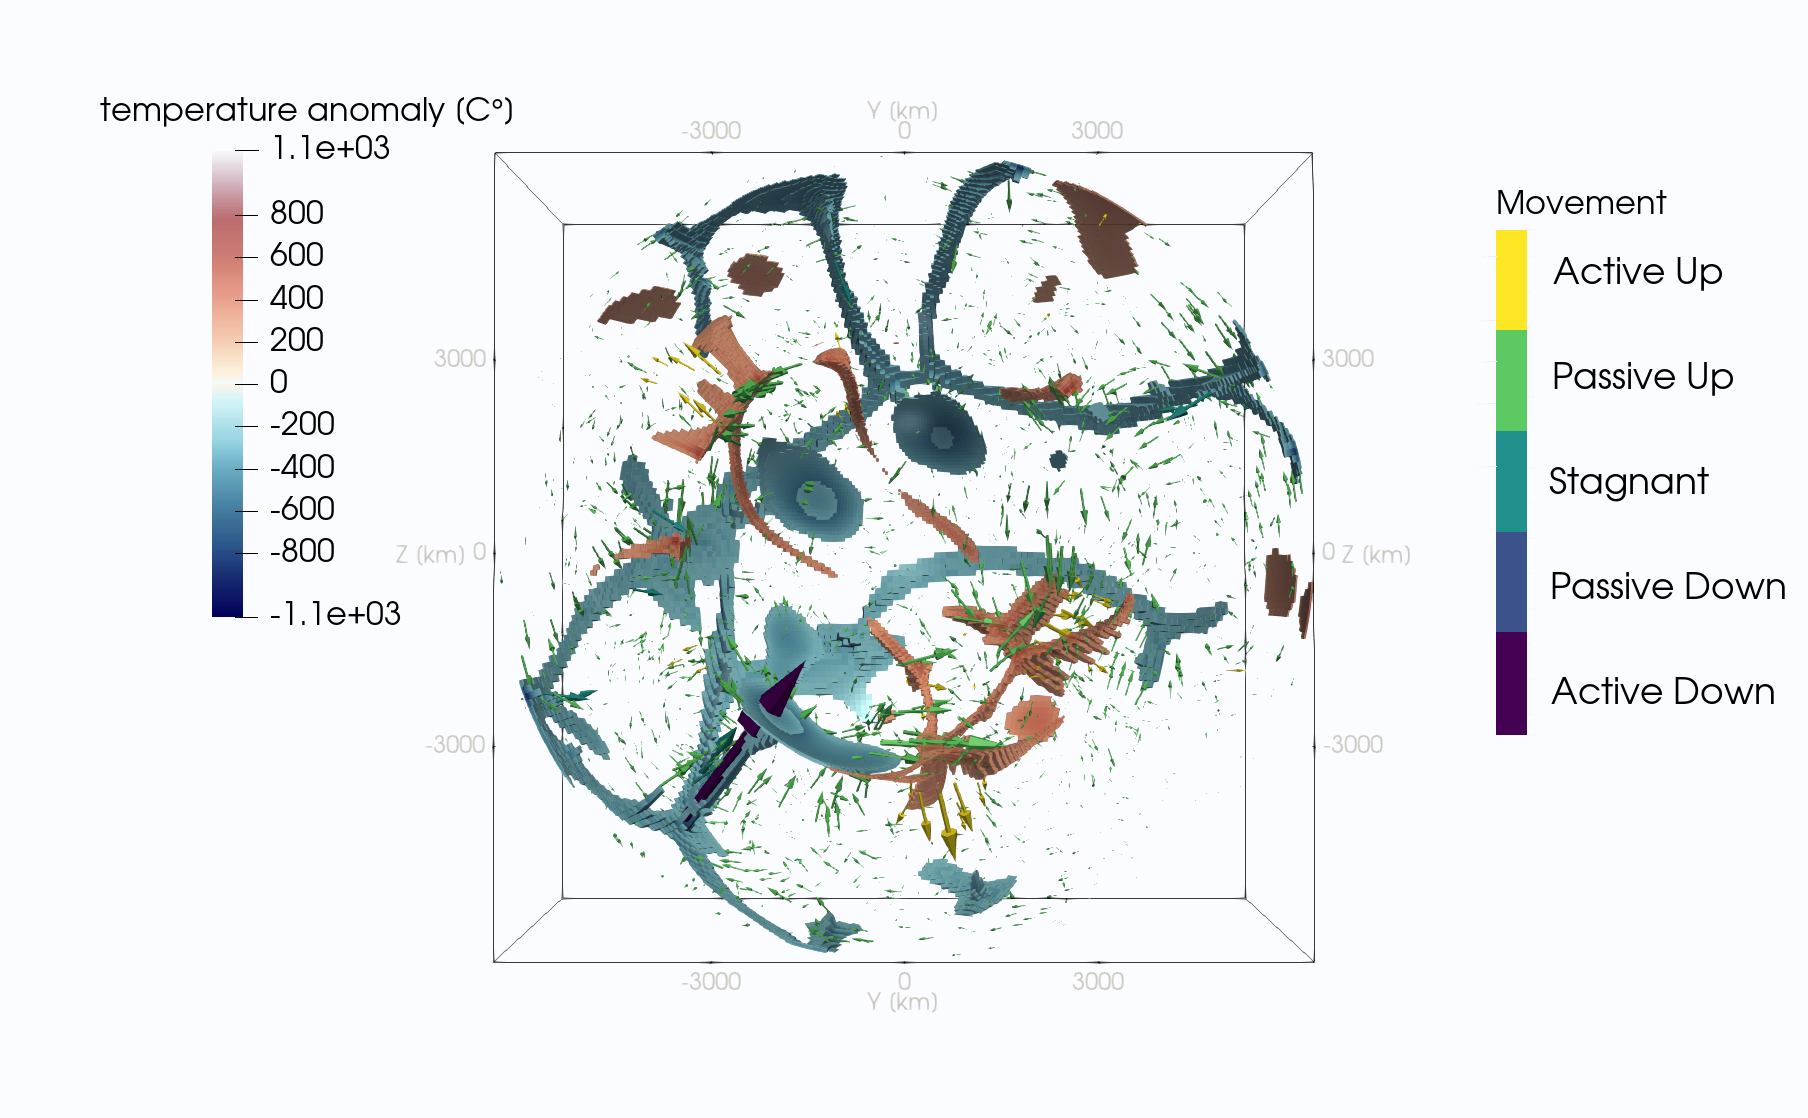 temperature anomaly (C°)
1.1e+03
800
600
400
200
0
-200
-400
-600
-800
-1.1e+03
Y (km)
-3000 0 3000
3000 3000
Z (km) 0 0 Z (km)
-3000 -3000
-3000 0 3000
Y (km)
Movement
Active Up
Passive Up
Stagnant
Passive Down
Active Down